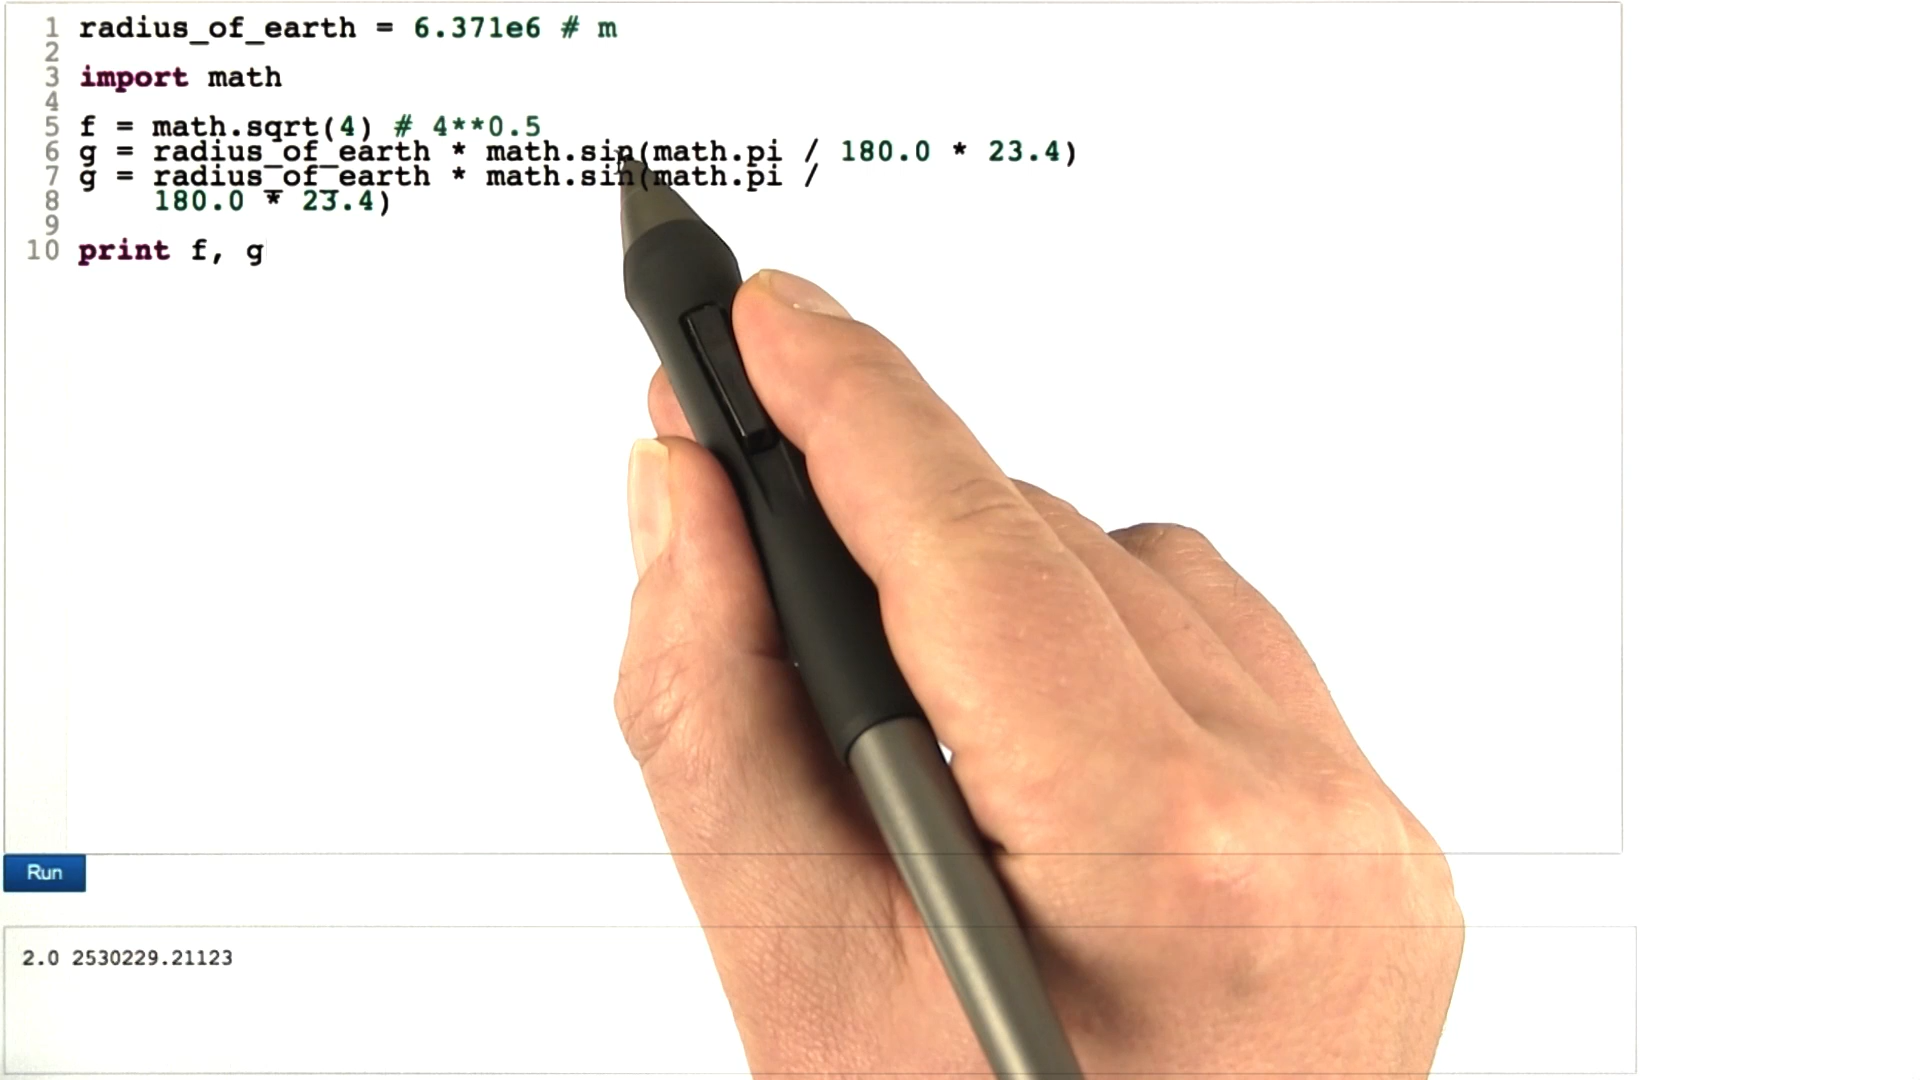 1 radius_of_earth = 6.371e6 # m
2
3 import math
4
5 f = math.sqrt(4) # 4**0.5
6 g = radius_of_earth * math.sin(math.pi / 180.0 * 23.4)
7 g = radius_of_earth * math.sin(math.pi /
8 180.0 * 23.4)
9
10 print f, g
Run
2.0 2530229.21123